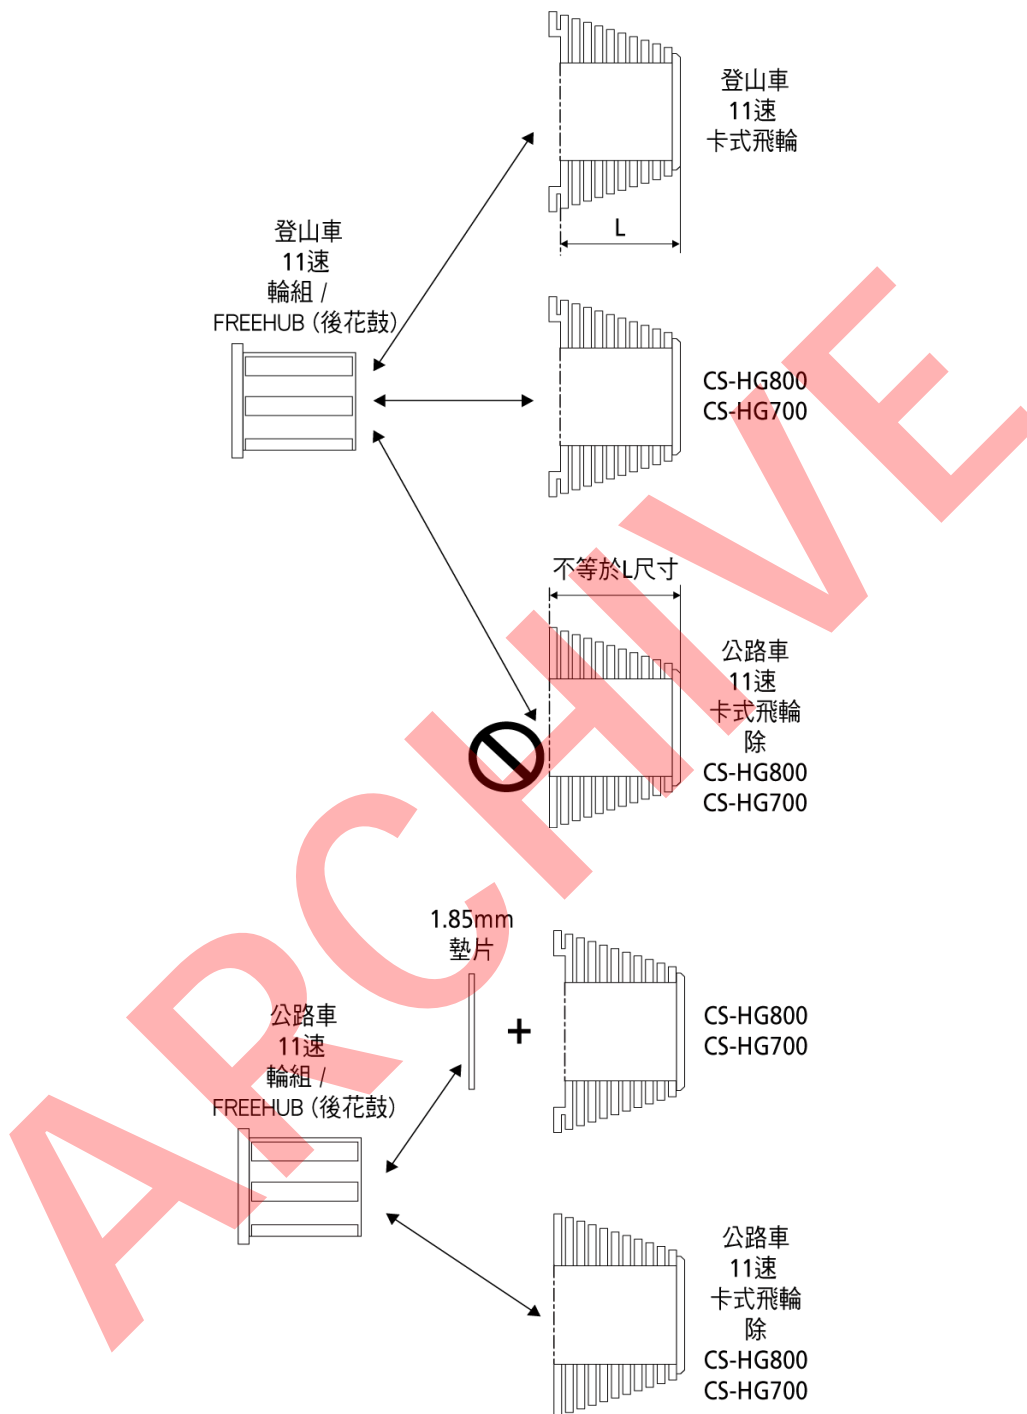 登山車
11速
卡式飛輪
L
登山車
11速
輪組 /
FREEHUB (後花鼓)
CS-HG800
CS-HG700
不等於L尺寸
公路車
11速
卡式飛輪
除
CS-HG800
CS-HG700
1.85mm
墊片
+
CS-HG800
CS-HG700
公路車
11速
輪組 /
FREEHUB (後花鼓)
公路車
11速
卡式飛輪
除
CS-HG800
CS-HG700
ARCHIVE